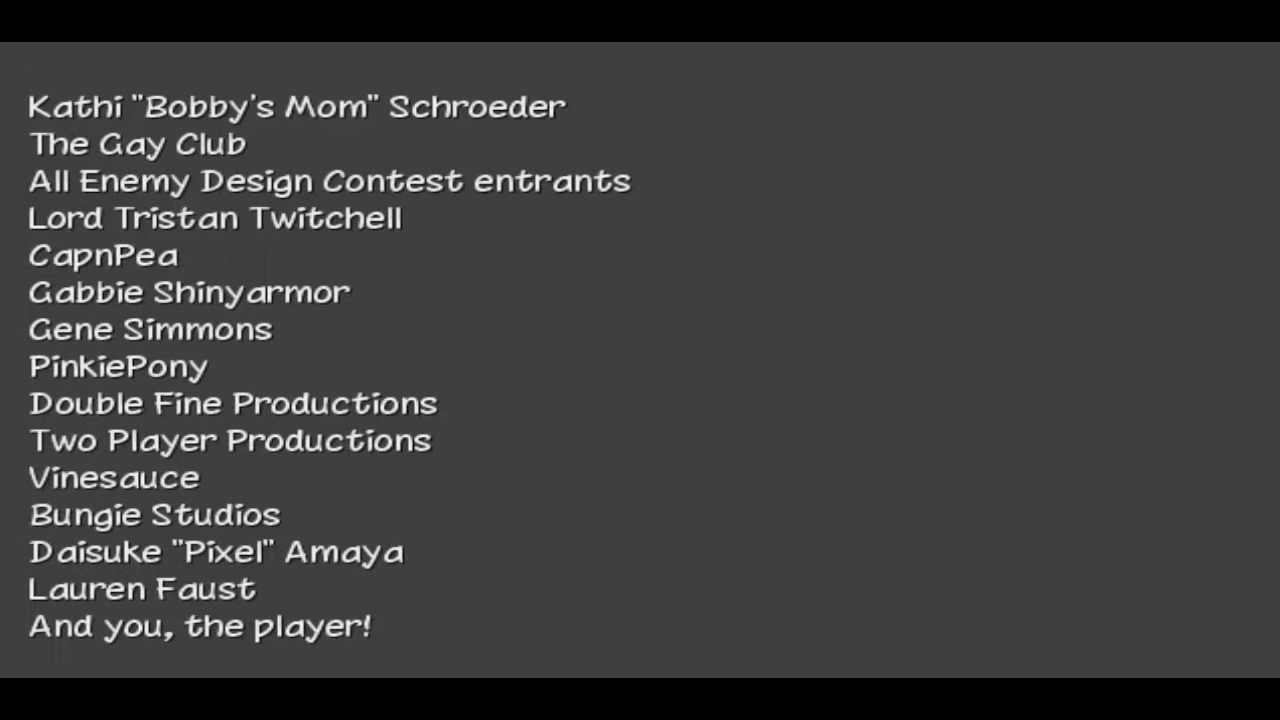 Kathi "Bobby's Mom" Schroeder
The Gay Club
All Enemy Design Contest entrants
Lord Tristan Twitchell
CapnPea
Gabbie Shinyarmor
Gene Simmons
PinkiePony
Double Fine Productions
Two Player Productions
Vinesauce
Bungie Studios
Daisuke "Pixel" Amaya
Lauren Faust
And you, the player!